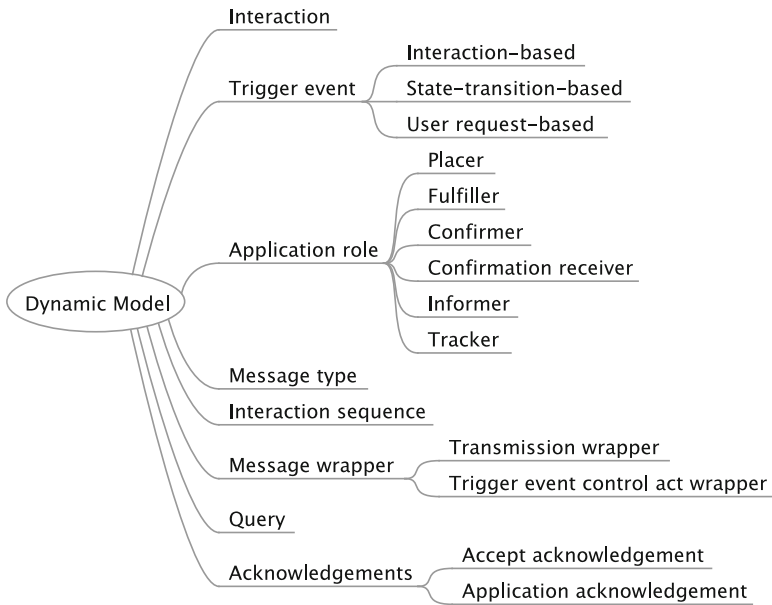 Interaction
Interaction–based
Trigger event
State–transition–based
User request–based
Placer
Fulfiller
Confirmer
Application role
Confirmation receiver
Dynamic Model
Informer
Tracker
Message type
Interaction sequence
Transmission wrapper
Message wrapper
Trigger event control act wrapper
Query
Accept acknowledgement
Acknowledgements
Application acknowledgement